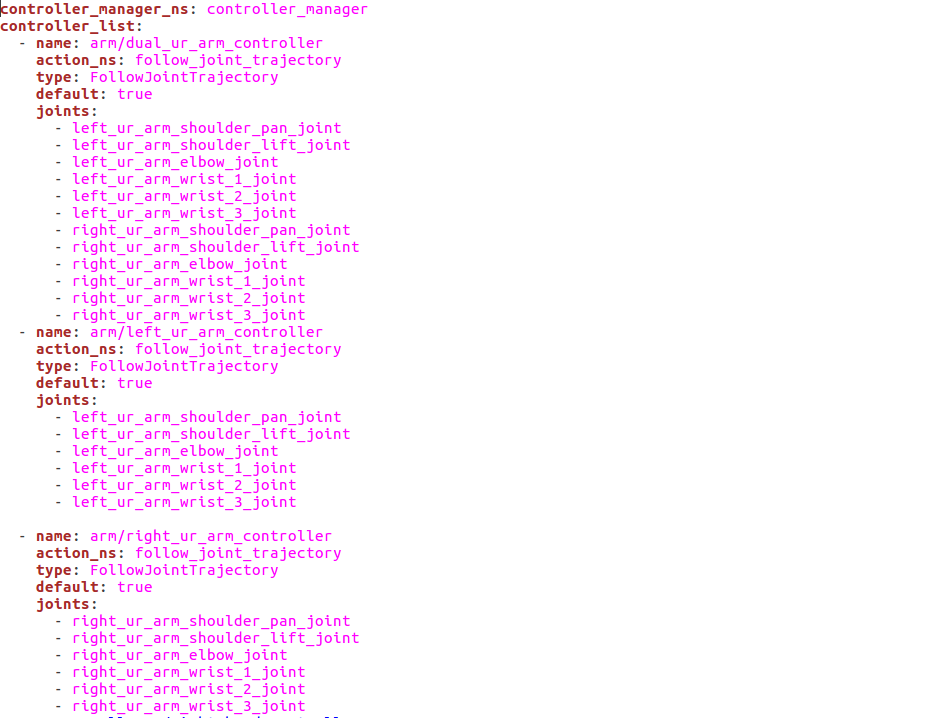 controller_manager_ns: controller_manager
controller_list:
  - name: arm/dual_ur_arm_controller
    action_ns: follow_joint_trajectory
    type: FollowJointTrajectory
    default: true
    joints:
      - left_ur_arm_shoulder_pan_joint
      - left_ur_arm_shoulder_lift_joint
      - left_ur_arm_elbow_joint
      - left_ur_arm_wrist_1_joint
      - left_ur_arm_wrist_2_joint
      - left_ur_arm_wrist_3_joint
      - right_ur_arm_shoulder_pan_joint
      - right_ur_arm_shoulder_lift_joint
      - right_ur_arm_elbow_joint
      - right_ur_arm_wrist_1_joint
      - right_ur_arm_wrist_2_joint
      - right_ur_arm_wrist_3_joint
  - name: arm/left_ur_arm_controller
    action_ns: follow_joint_trajectory
    type: FollowJointTrajectory
    default: true
    joints:
      - left_ur_arm_shoulder_pan_joint
      - left_ur_arm_shoulder_lift_joint
      - left_ur_arm_elbow_joint
      - left_ur_arm_wrist_1_joint
      - left_ur_arm_wrist_2_joint
      - left_ur_arm_wrist_3_joint

  - name: arm/right_ur_arm_controller
    action_ns: follow_joint_trajectory
    type: FollowJointTrajectory
    default: true
    joints:
      - right_ur_arm_shoulder_pan_joint
      - right_ur_arm_shoulder_lift_joint
      - right_ur_arm_elbow_joint
      - right_ur_arm_wrist_1_joint
      - right_ur_arm_wrist_2_joint
      - right_ur_arm_wrist_3_joint